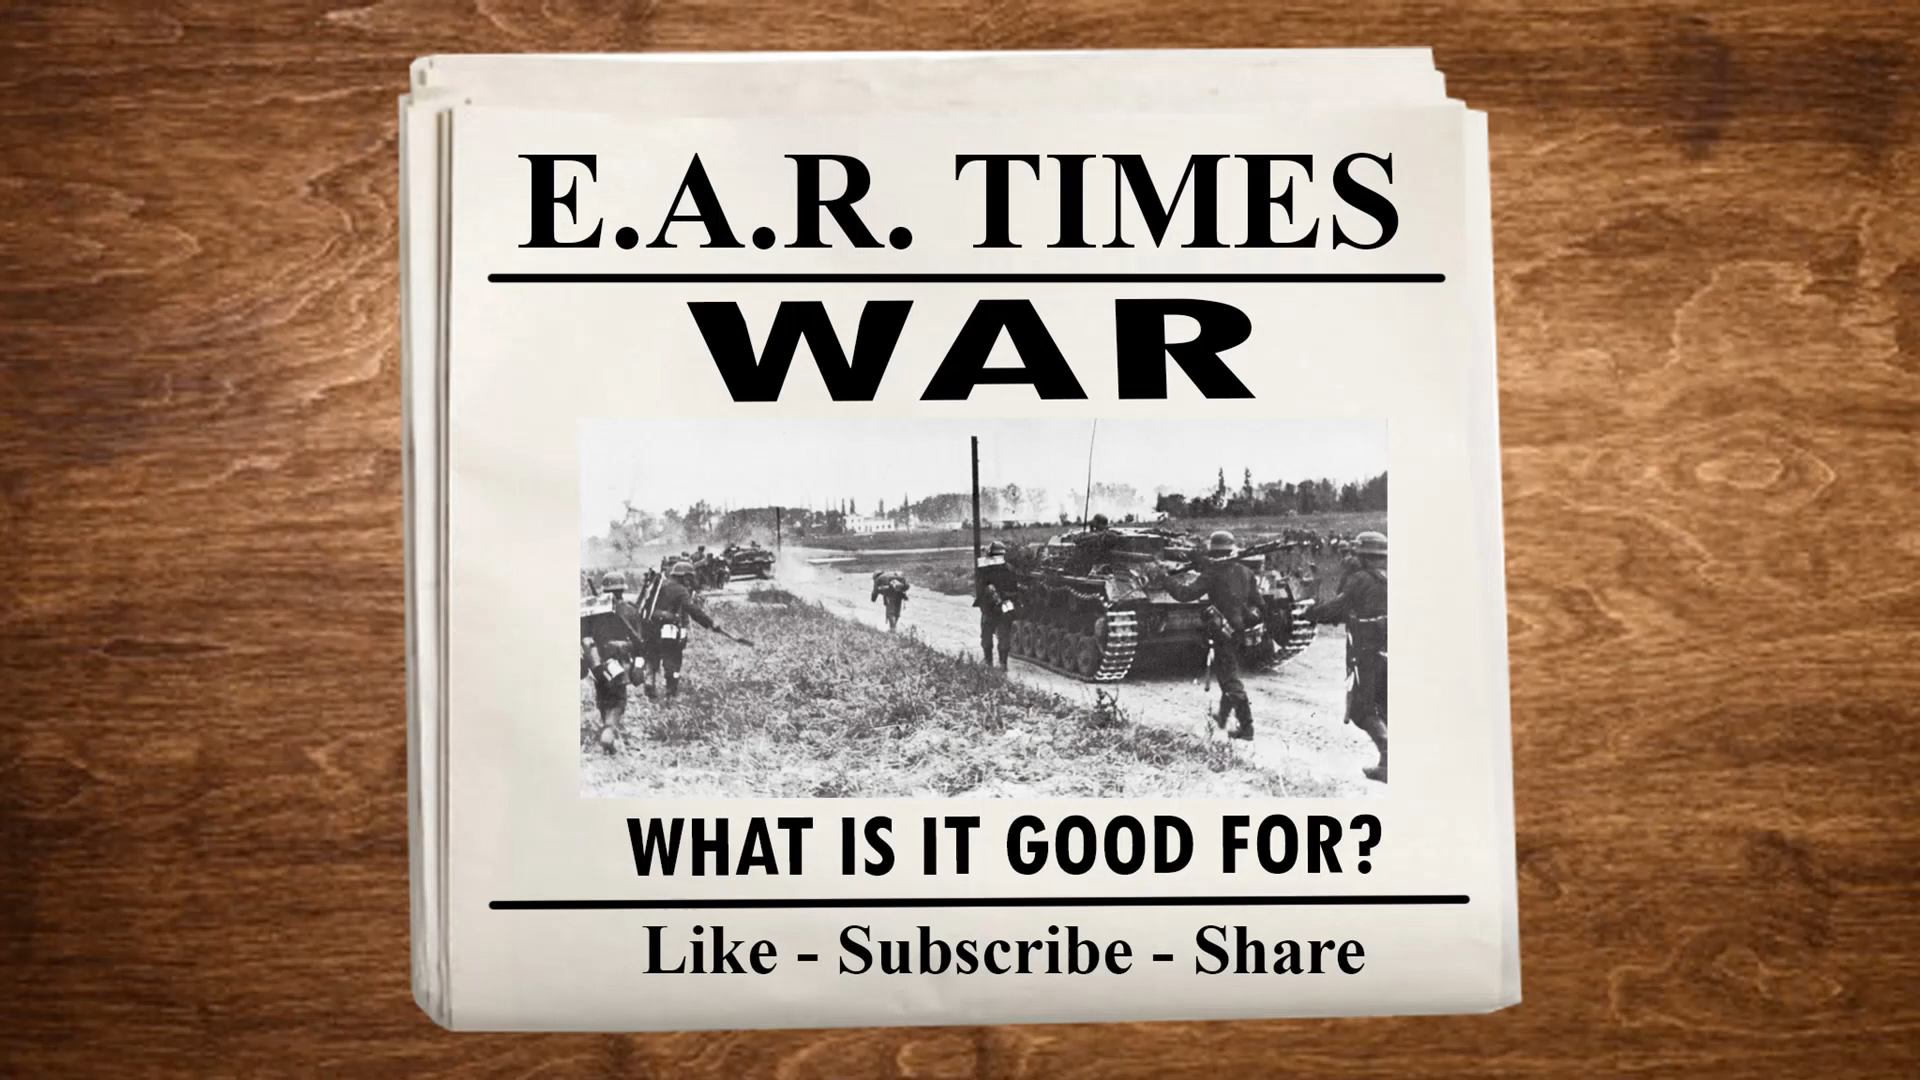 E.A.R. TIMES
WAR
WHAT IS IT GOOD FOR?
Like - Subscribe - Share